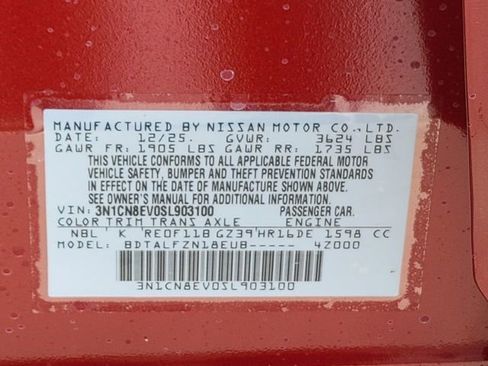 MANUFACTURED BY NISSAN MOTOR CO.,LTD.
DATE: 12/25. GVWR: 3624 LBS
GAWR FR: 1905 LBS GAWR RR: 1735 LBS
THIS VEHICLE CONFORMS TO ALL APPLICABLE FEDERAL MOTOR
VEHICLE SAFETY, BUMPER AND THEFT PREVENTION STANDARDS
IN EFFECT ON THE DATE OF MANUFACTURE SHOWN ABOVE.
SEE OWNER'S MANUAL FOR ADDITIONAL INFORMATION.
VIN: 3N1CN8EV0SL903100 PASSENGER CAR.
COLOR TRIM TRANS AXLE ENGINE
NBL K RE0F11B GZ39 HR16DE 1598 CC
MODEL: BDTALFZN18EUB----- 4Z000
3N1CN8EV0SL903100